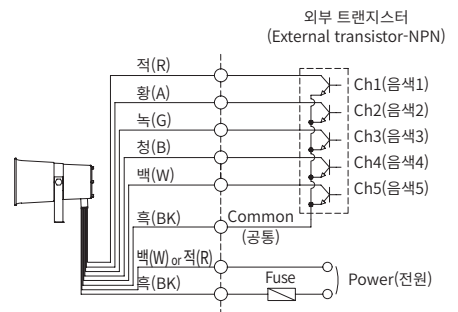 외부 트랜지스터
(External transistor-NPN)
적(R)
Ch1(음색1)
황(A)
Ch2(음색2)
녹(G)
Ch3(음색3)
청(B)
Ch4(음색4)
백(W)
Ch5(음색5)
흑(BK)
Common
(공통)
백(W) or 적(R)
Fuse
Power(전원)
흑(BK)